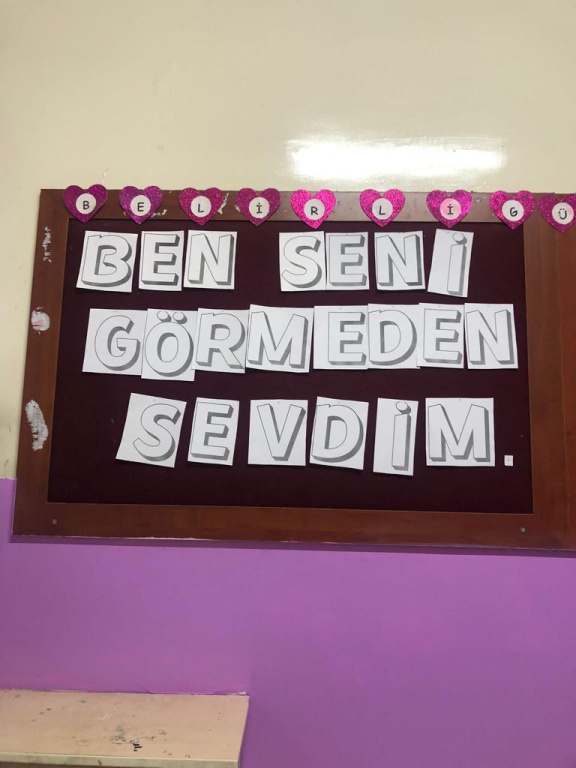 BELİRLİGÜ
BEN SENİ
GÖRMEDEN
SEVDİM.